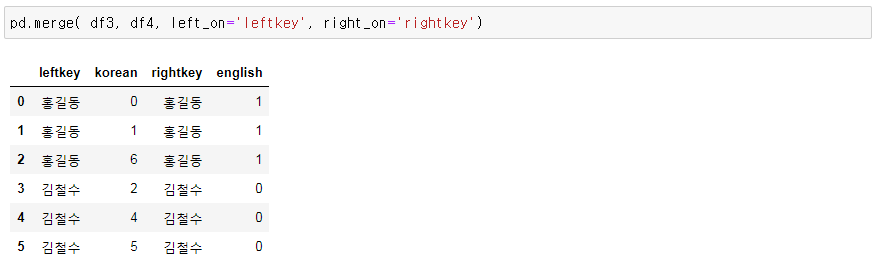 pd.merge( df3, df4, left_on='leftkey', right_on='rightkey')
leftkey korean rightkey english
0 홍길동 0 홍길동 1
1 홍길동 1 홍길동 1
2 홍길동 6 홍길동 1
3 김철수 2 김철수 0
4 김철수 4 김철수 0
5 김철수 5 김철수 0